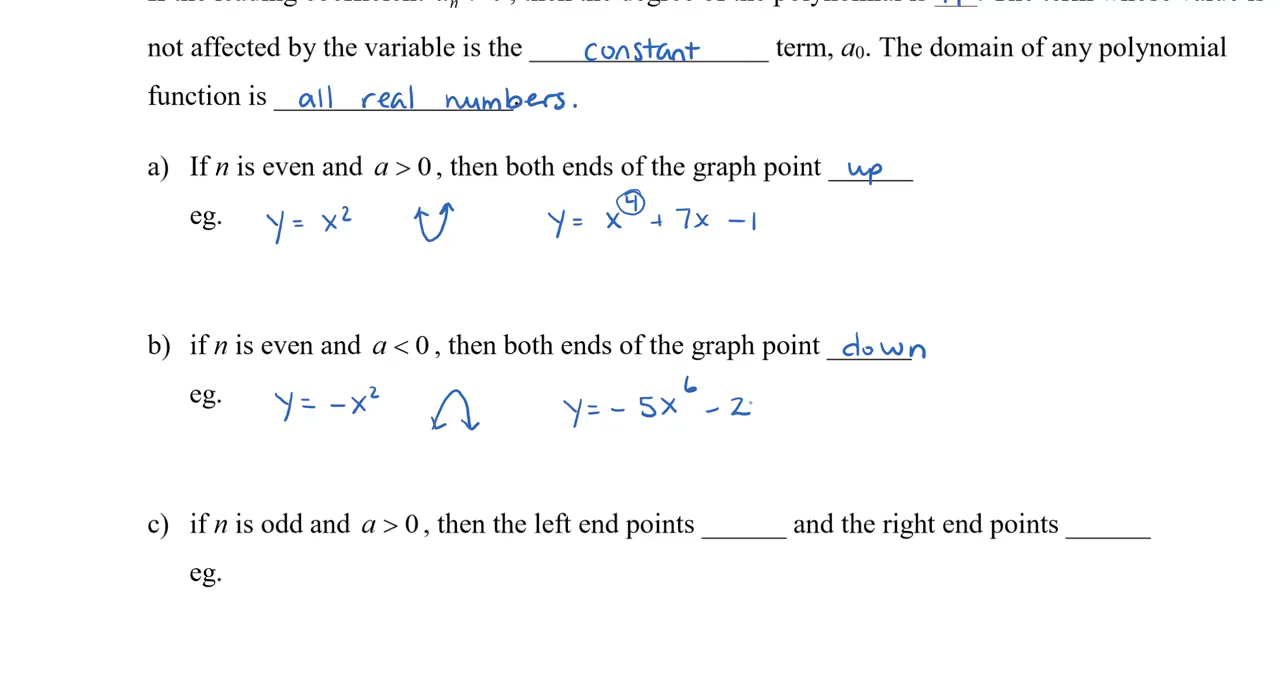 not affected by the variable is the constant term, a₀. The domain of any polynomial
function is all real numbers.
a) If n is even and a > 0, then both ends of the graph point up
eg. y = x² y = x⁴ + 7x - 1
b) if n is even and a < 0, then both ends of the graph point down
eg. y = -x² y = -5x⁶ - 2
c) if n is odd and a > 0, then the left end points ______ and the right end points ______
eg.